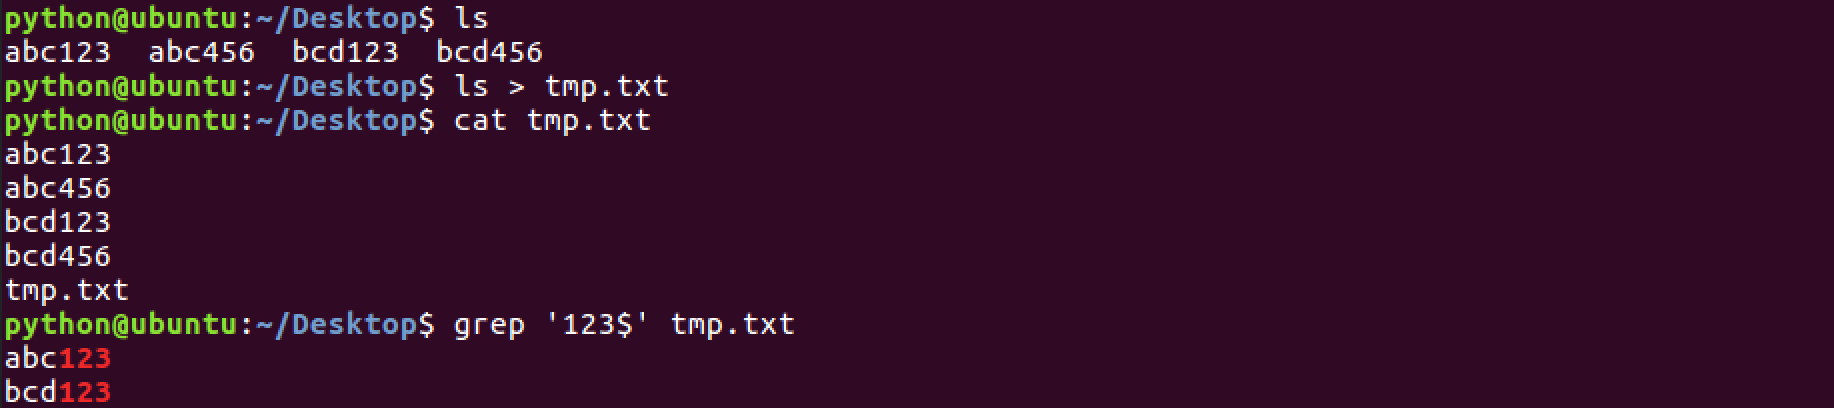 python@ubuntu:~/Desktop$ ls
abc123  abc456  bcd123  bcd456
python@ubuntu:~/Desktop$ ls > tmp.txt
python@ubuntu:~/Desktop$ cat tmp.txt
abc123
abc456
bcd123
bcd456
tmp.txt
python@ubuntu:~/Desktop$ grep '123$' tmp.txt
abc123
bcd123